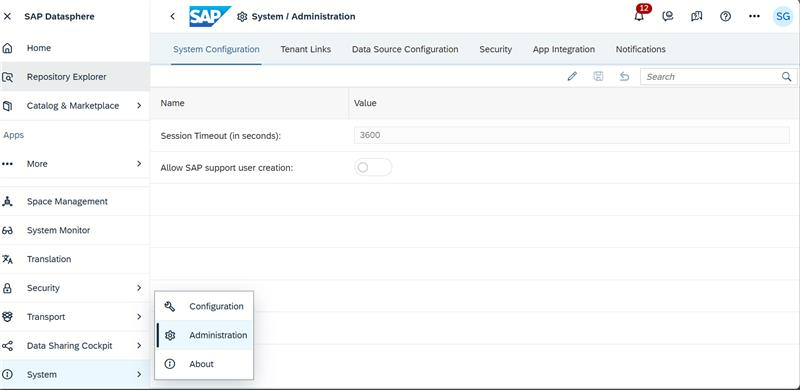 SAP Datasphere
SAP
System / Administration
12
SG
Home
Repository Explorer
Catalog & Marketplace
Apps
More
Space Management
System Monitor
Translation
Security
Transport
Data Sharing Cockpit
System
System Configuration
Tenant Links
Data Source Configuration
Security
App Integration
Notifications
Search
Name
Value
Session Timeout (in seconds):
3600
Allow SAP support user creation:
Configuration
Administration
About